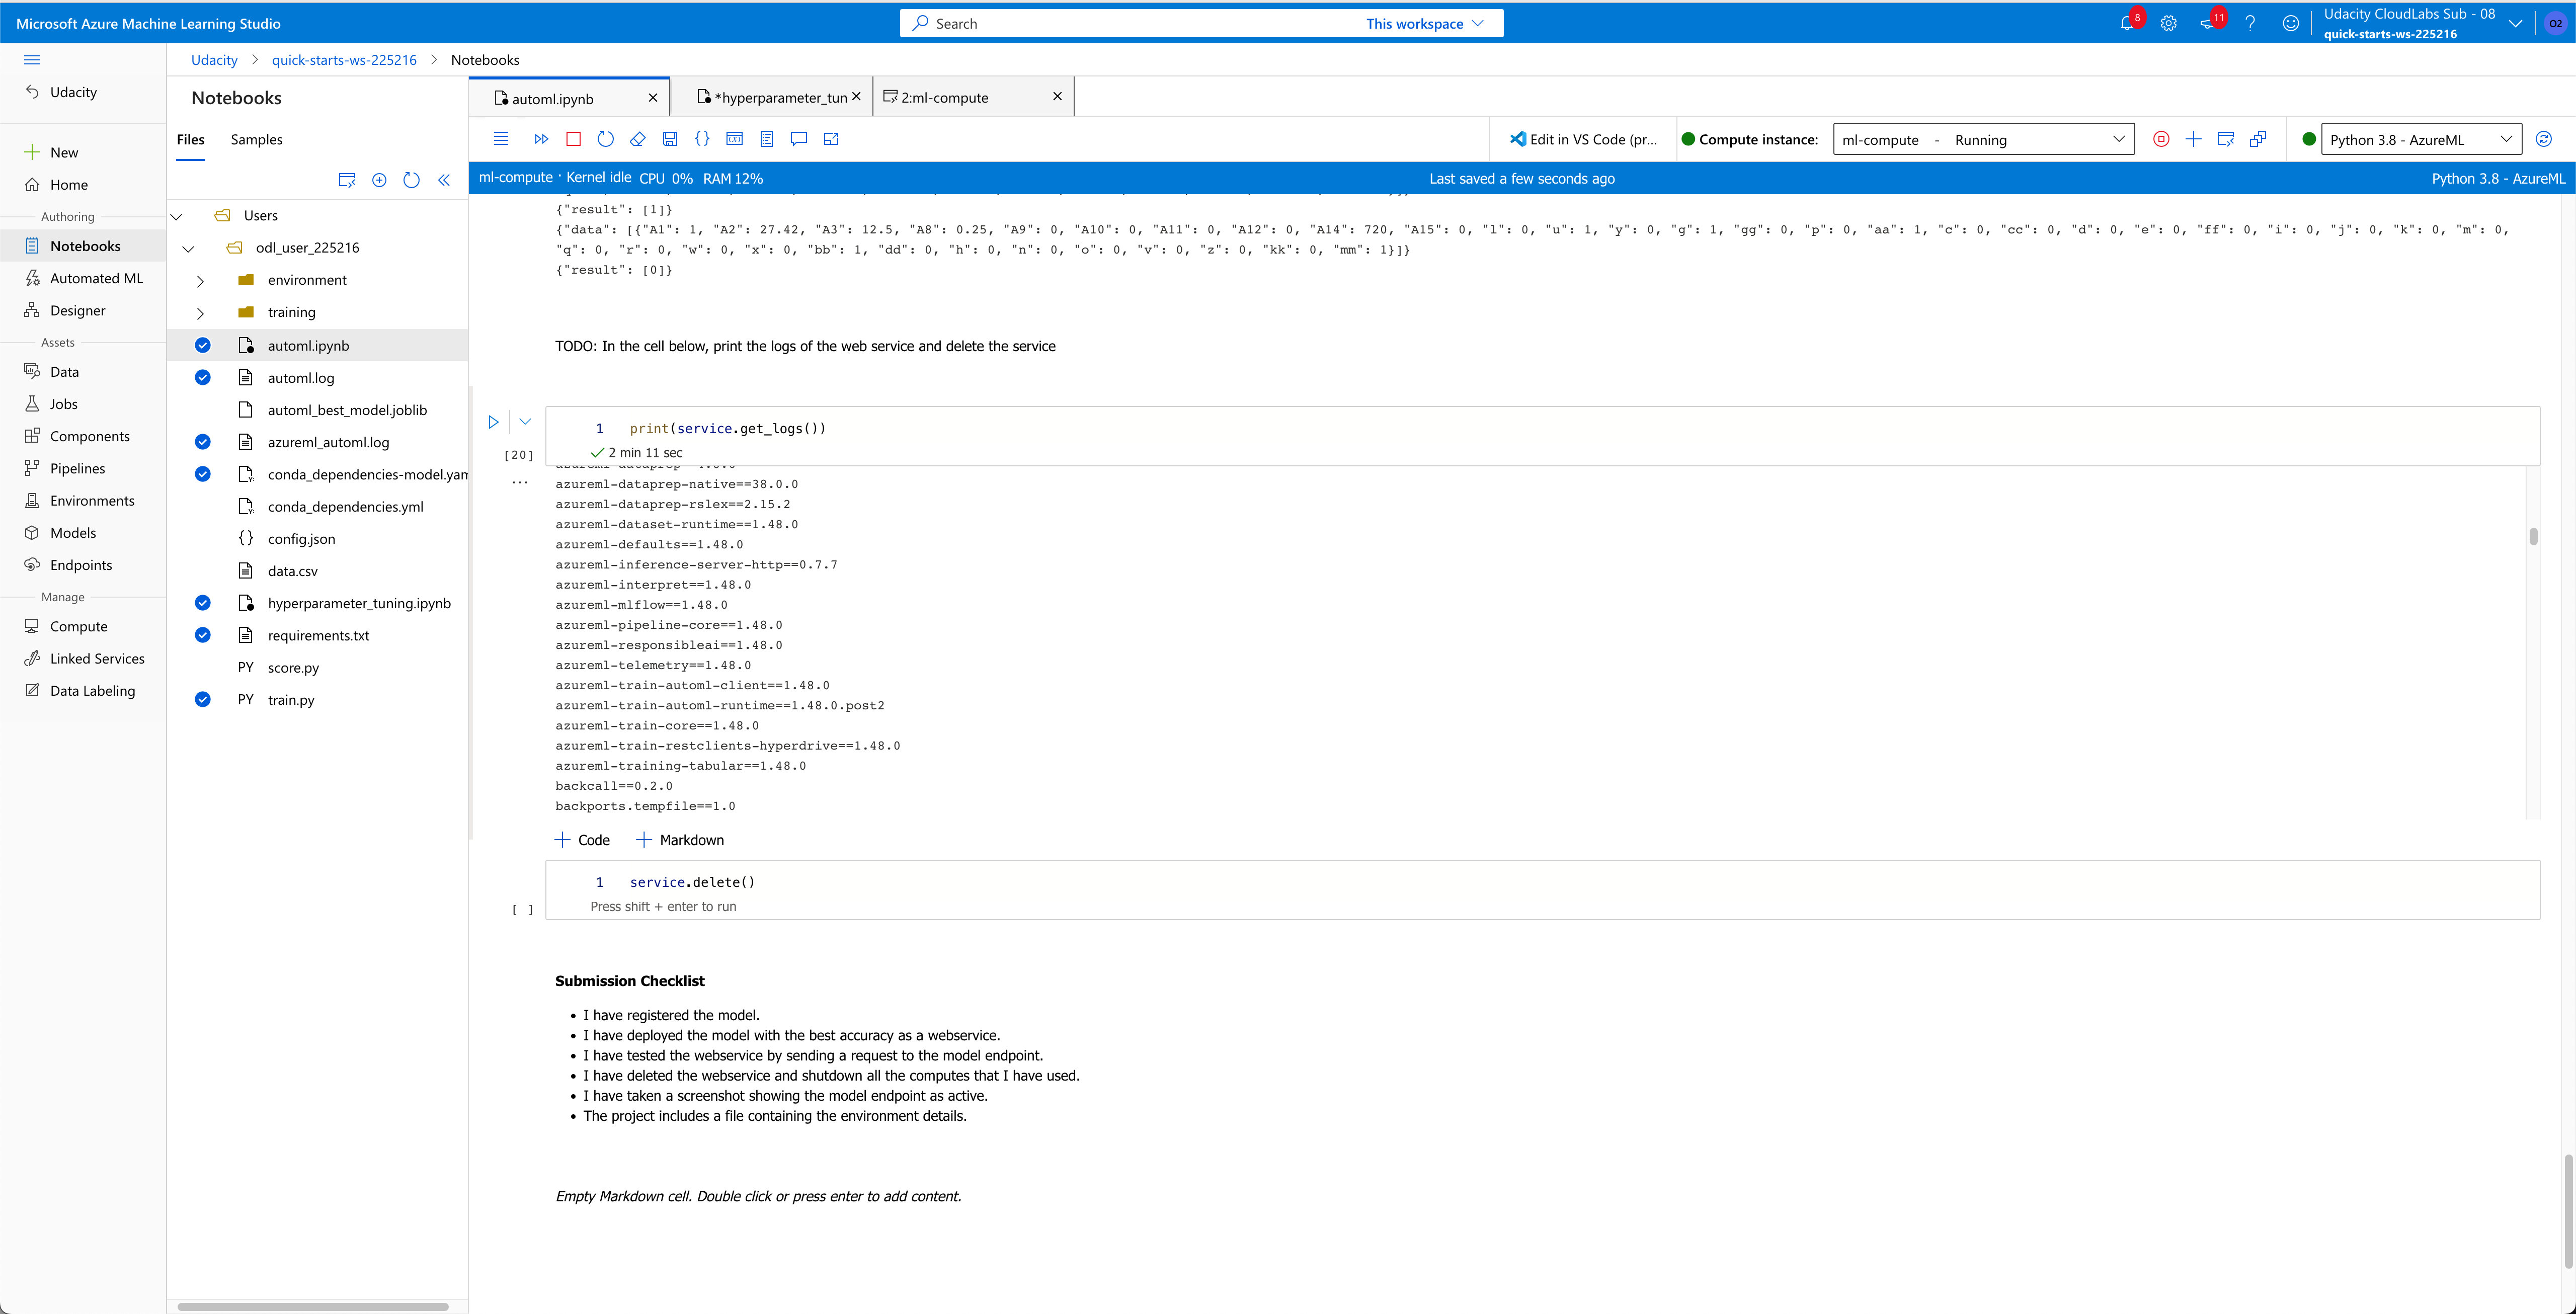 Microsoft Azure Machine Learning Studio
Search
This workspace
8
11
Udacity CloudLabs Sub - 08
quick-starts-ws-225216
O2
Udacity > quick-starts-ws-225216 > Notebooks
Udacity
New
Home
Authoring
Notebooks
Automated ML
Designer
Assets
Data
Jobs
Components
Pipelines
Environments
Models
Endpoints
Manage
Compute
Linked Services
Data Labeling
Notebooks
Files Samples
Users
odl_user_225216
environment
training
automl.ipynb
automl.log
automl_best_model.joblib
azureml_automl.log
conda_dependencies-model.yam
conda_dependencies.yml
{} config.json
data.csv
hyperparameter_tuning.ipynb
requirements.txt
PY score.py
PY train.py
automl.ipynb
*hyperparameter_tun
2:ml-compute
Edit in VS Code (pr...
Compute instance:
ml-compute - Running
Python 3.8 - AzureML
ml-compute · Kernel idle CPU 0% RAM 12%
Last saved a few seconds ago
Python 3.8 - AzureML
{"result": [1]}
{"data": [{"A1": 1, "A2": 27.42, "A3": 12.5, "A8": 0.25, "A9": 0, "A10": 0, "A11": 0, "A12": 0, "A14": 720, "A15": 0, "l": 0, "u": 1, "y": 0, "g": 1, "gg": 0, "p": 0, "aa": 1, "c": 0, "cc": 0, "d": 0, "e": 0, "ff": 0, "i": 0, "j": 0, "k": 0, "m": 0,
"q": 0, "r": 0, "w": 0, "x": 0, "bb": 1, "dd": 0, "h": 0, "n": 0, "o": 0, "v": 0, "z": 0, "kk": 0, "mm": 1}]}
{"result": [0]}
TODO: In the cell below, print the logs of the web service and delete the service
1 print(service.get_logs())
[20]
2 min 11 sec
...
azureml-dataprep-native==38.0.0
azureml-dataprep-rslex==2.15.2
azureml-dataset-runtime==1.48.0
azureml-defaults==1.48.0
azureml-inference-server-http==0.7.7
azureml-interpret==1.48.0
azureml-mlflow==1.48.0
azureml-pipeline-core==1.48.0
azureml-responsibleai==1.48.0
azureml-telemetry==1.48.0
azureml-train-automl-client==1.48.0
azureml-train-automl-runtime==1.48.0.post2
azureml-train-core==1.48.0
azureml-train-restclients-hyperdrive==1.48.0
azureml-training-tabular==1.48.0
backcall==0.2.0
backports.tempfile==1.0
+ Code + Markdown
1 service.delete()
[ ]
Press shift + enter to run
Submission Checklist
• I have registered the model.
• I have deployed the model with the best accuracy as a webservice.
• I have tested the webservice by sending a request to the model endpoint.
• I have deleted the webservice and shutdown all the computes that I have used.
• I have taken a screenshot showing the model endpoint as active.
• The project includes a file containing the environment details.
Empty Markdown cell. Double click or press enter to add content.